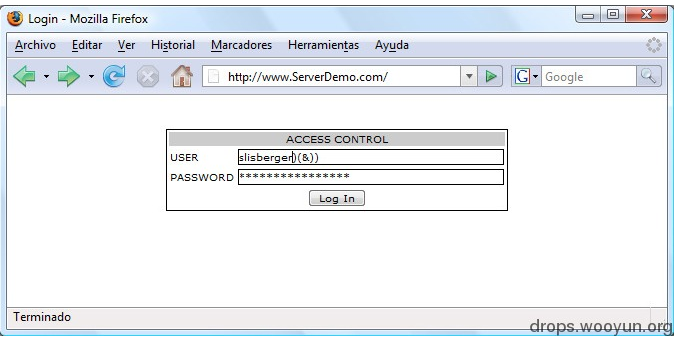 Login - Mozilla Firefox
Archivo Editar Ver Historial Marcadores Herramientas Ayuda
http://www.ServerDemo.com/ G Google
ACCESS CONTROL
USER slisberger)(&))
PASSWORD ****************
Log In
Terminado
drops.wooyun.org